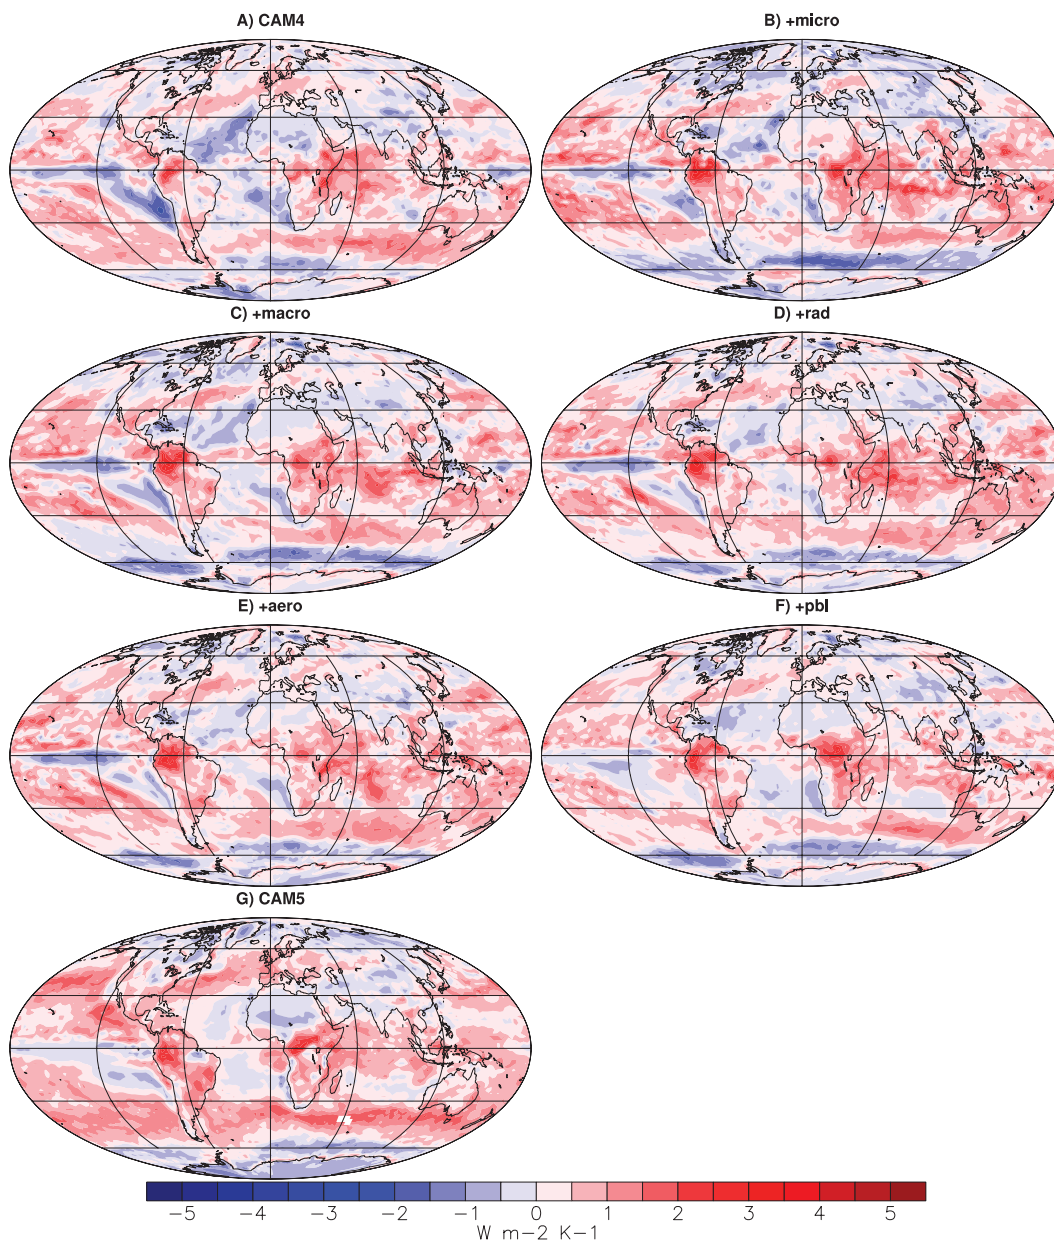 A) CAM4
B) +micro
C) +macro
D) +rad
E) +aero
F) +pbl
G) CAM5
-5 -4 -3 -2 -1 0 1 2 3 4 5
W m-2 K-1